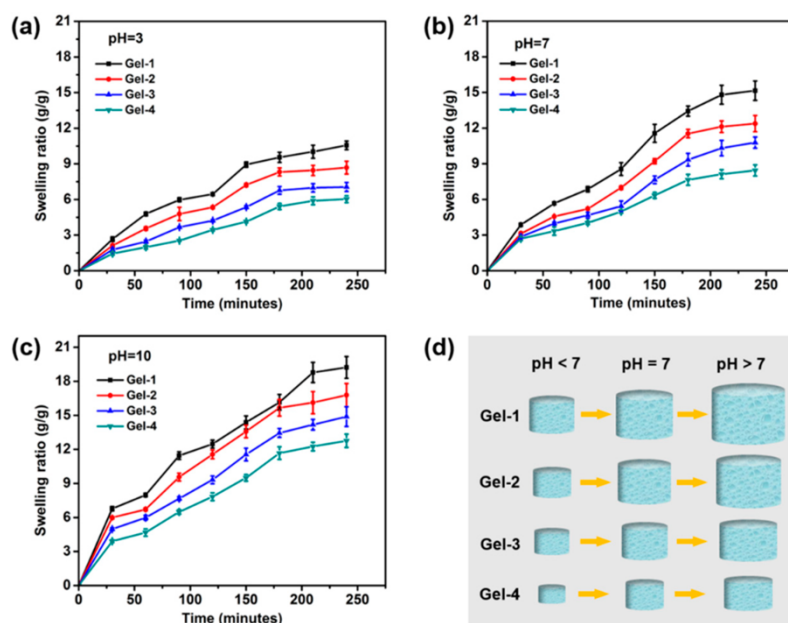 (a)
pH=3
Gel-1
Gel-2
Gel-3
Gel-4
Swelling ratio (g/g)
21
18
15
12
9
6
3
0
0 50 100 150 200 250
Time (minutes)
(b)
pH=7
Gel-1
Gel-2
Gel-3
Gel-4
Swelling ratio (g/g)
21
18
15
12
9
6
3
0
0 50 100 150 200 250
Time (minutes)
(c)
pH=10
Gel-1
Gel-2
Gel-3
Gel-4
Swelling ratio (g/g)
21
18
15
12
9
6
3
0
0 50 100 150 200 250
Time (minutes)
(d)
pH < 7 pH = 7 pH > 7
Gel-1
Gel-2
Gel-3
Gel-4